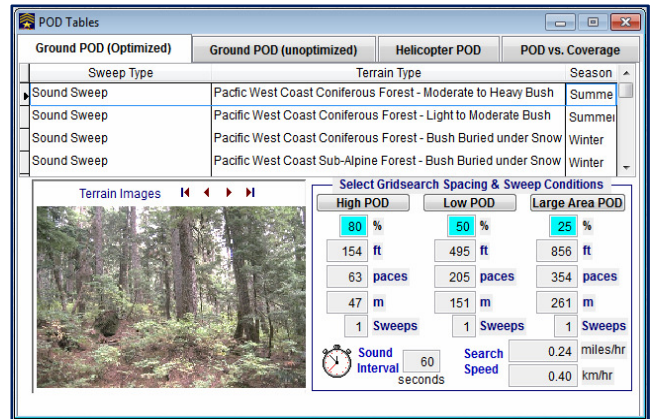 POD Tables
Ground POD (Optimized) Ground POD (unoptimized) Helicopter POD POD vs. Coverage
Sweep Type Terrain Type Season
Sound Sweep Pacfic West Coast Coniferous Forest - Moderate to Heavy Bush Summe
Sound Sweep Pacific West Coast Coniferous Forest - Light to Moderate Bush Summer
Sound Sweep Pacific West Coast Coniferous Forest - Bush Buried under Snow Winter
Sound Sweep Pacific West Coast Sub-Alpine Forest - Bush Buried under Snow Winter
Terrain Images
Select Gridsearch Spacing & Sweep Conditions
High POD Low POD Large Area POD
80 % 50 % 25 %
154 ft 495 ft 856 ft
63 paces 205 paces 354 paces
47 m 151 m 261 m
1 Sweeps 1 Sweeps 1 Sweeps
Sound Interval 60 seconds Search Speed 0.24 miles/hr
0.40 km/hr